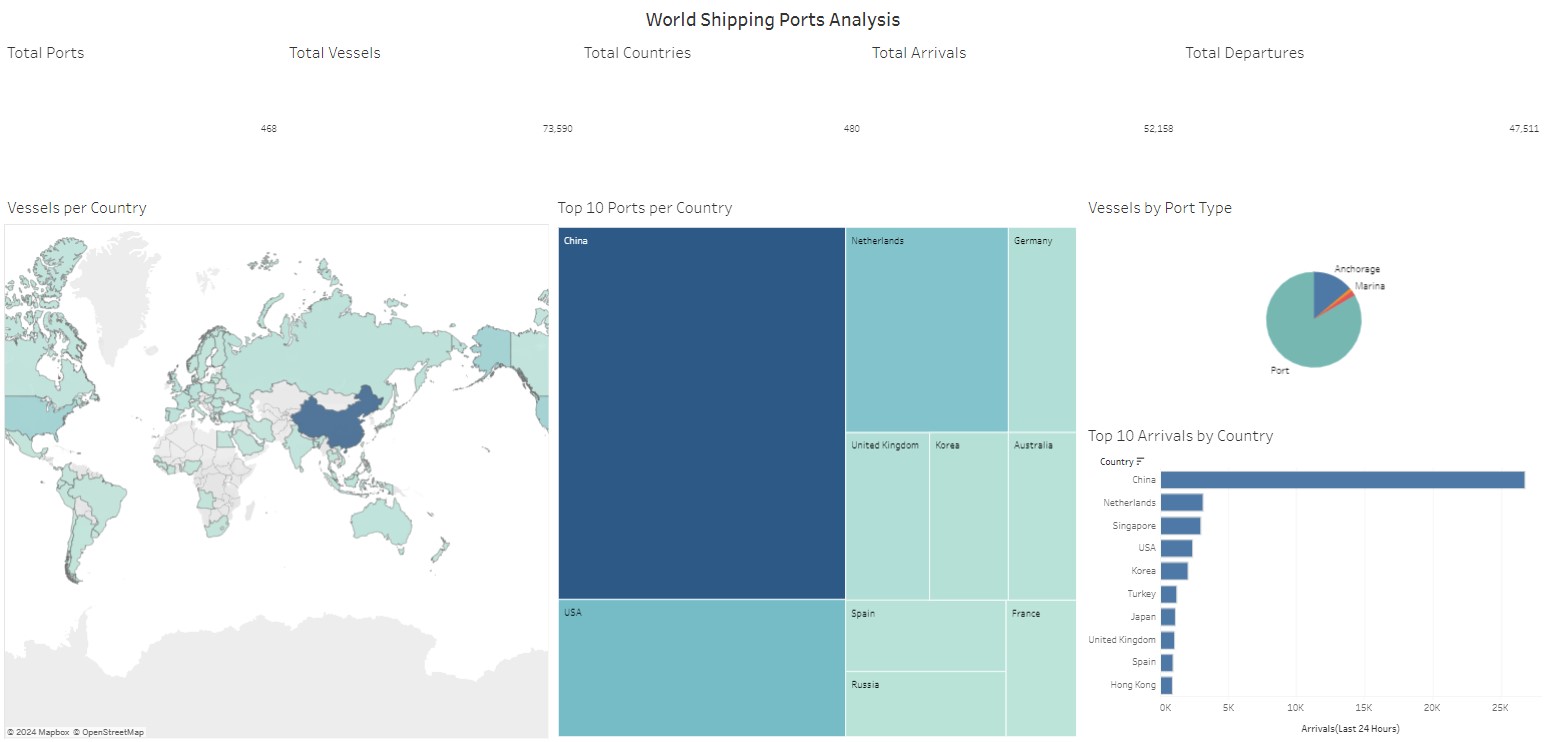 World Shipping Ports Analysis
Total Ports
Total Vessels
Total Countries
Total Arrivals
Total Departures
468
73,590
480
52,158
47,511
Vessels per Country
© 2024 Mapbox © OpenStreetMap
Top 10 Ports per Country
China
Netherlands
Germany
United Kingdom
Korea
Australia
USA
Spain
France
Russia
Vessels by Port Type
Anchorage
Marina
Port
Top 10 Arrivals by Country
Country
China
Netherlands
Singapore
USA
Korea
Turkey
Japan
United Kingdom
Spain
Hong Kong
0K 5K 10K 15K 20K 25K
Arrivals(Last 24 Hours)